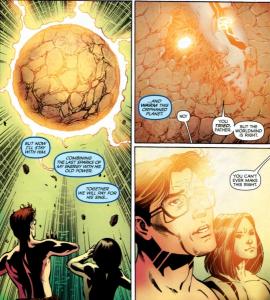 BUT NOW
I'LL STAY
WITH HIM.
COMBINING
THE LAST SPARKS
OF MY ENERGY WITH HIS
OLD POWER.
TOGETHER
WE WILL PAY FOR
HIS SINS...
AND WARM THIS
ORPHANED
PLANET.
NO!
YOU
TRIED,
FATHER.
BUT THE
WORLDMIND
IS RIGHT.
YOU CAN'T
EVER MAKE
THIS RIGHT.